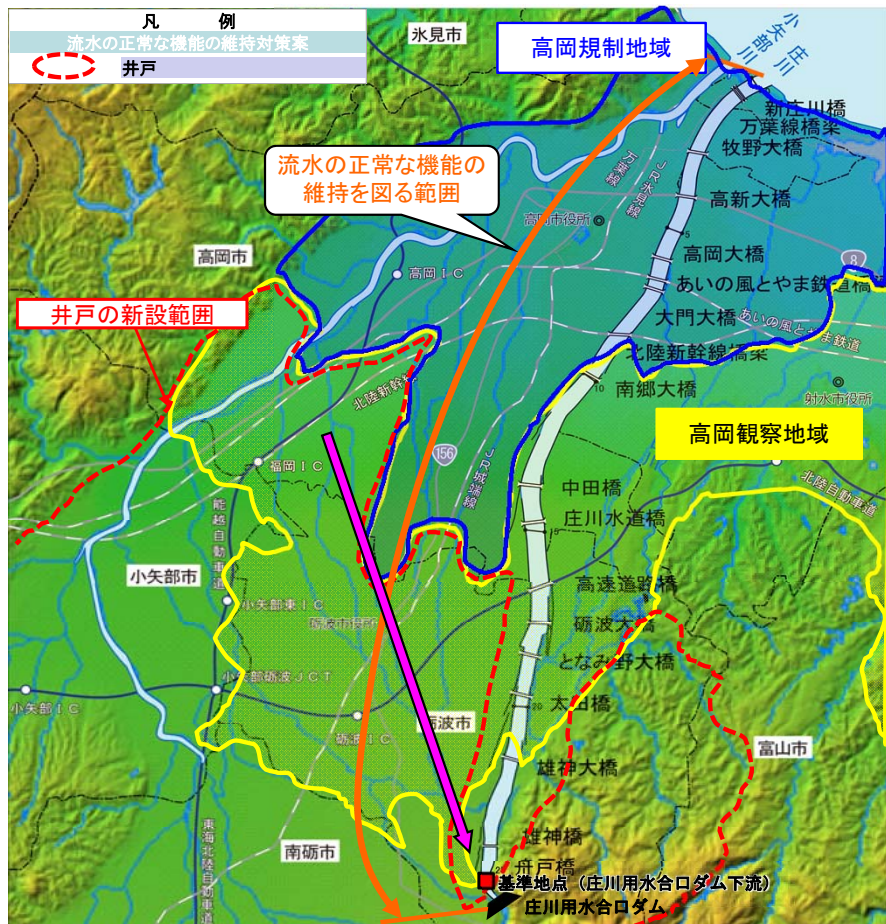 凡　例
流水の正常な機能の維持対策案
井戸
氷見市
高岡規制地域
小矢部川
庄川
新庄川橋
万葉線橋梁
牧野大橋
流水の正常な機能の
維持を図る範囲
万葉線
JR氷見線
高岡市役所
高新大橋
5
高岡市
高岡IC
高岡大橋
8
あいの風とやま鉄道橋梁
井戸の新設範囲
大門大橋
あいの風とやま鉄道
北陸新幹線橋梁
北陸新幹線
10
南郷大橋
射水市役所
高岡観察地域
156
JR城端線
福岡IC
北陸自動車道
中田橋
能越自動車道
庄川水道橋
15
小矢部市
高速道路橋
小矢部東IC
砺波市役所
砺波大橋
となみ野大橋
小矢部砺波JCT
小矢部IC
太田橋
20
砺波市
砺波IC
富山市
雄神大橋
東海北陸自動車道
南砺市
雄神橋
舟戸橋
基準地点（庄川用水合口ダム下流）
庄川用水合口ダム